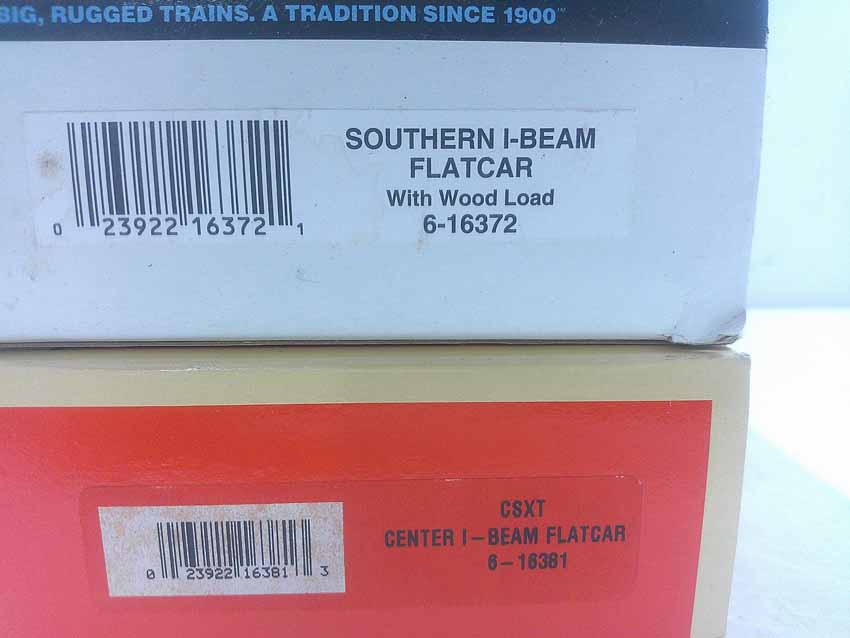 BIG, RUGGED TRAINS. A TRADITION SINCE 1900™
SOUTHERN I-BEAM
FLATCAR
With Wood Load
6-16372
0 23922 16372 1
CSXT
CENTER I-BEAM FLATCAR
6-16381
0 23922 16381 3